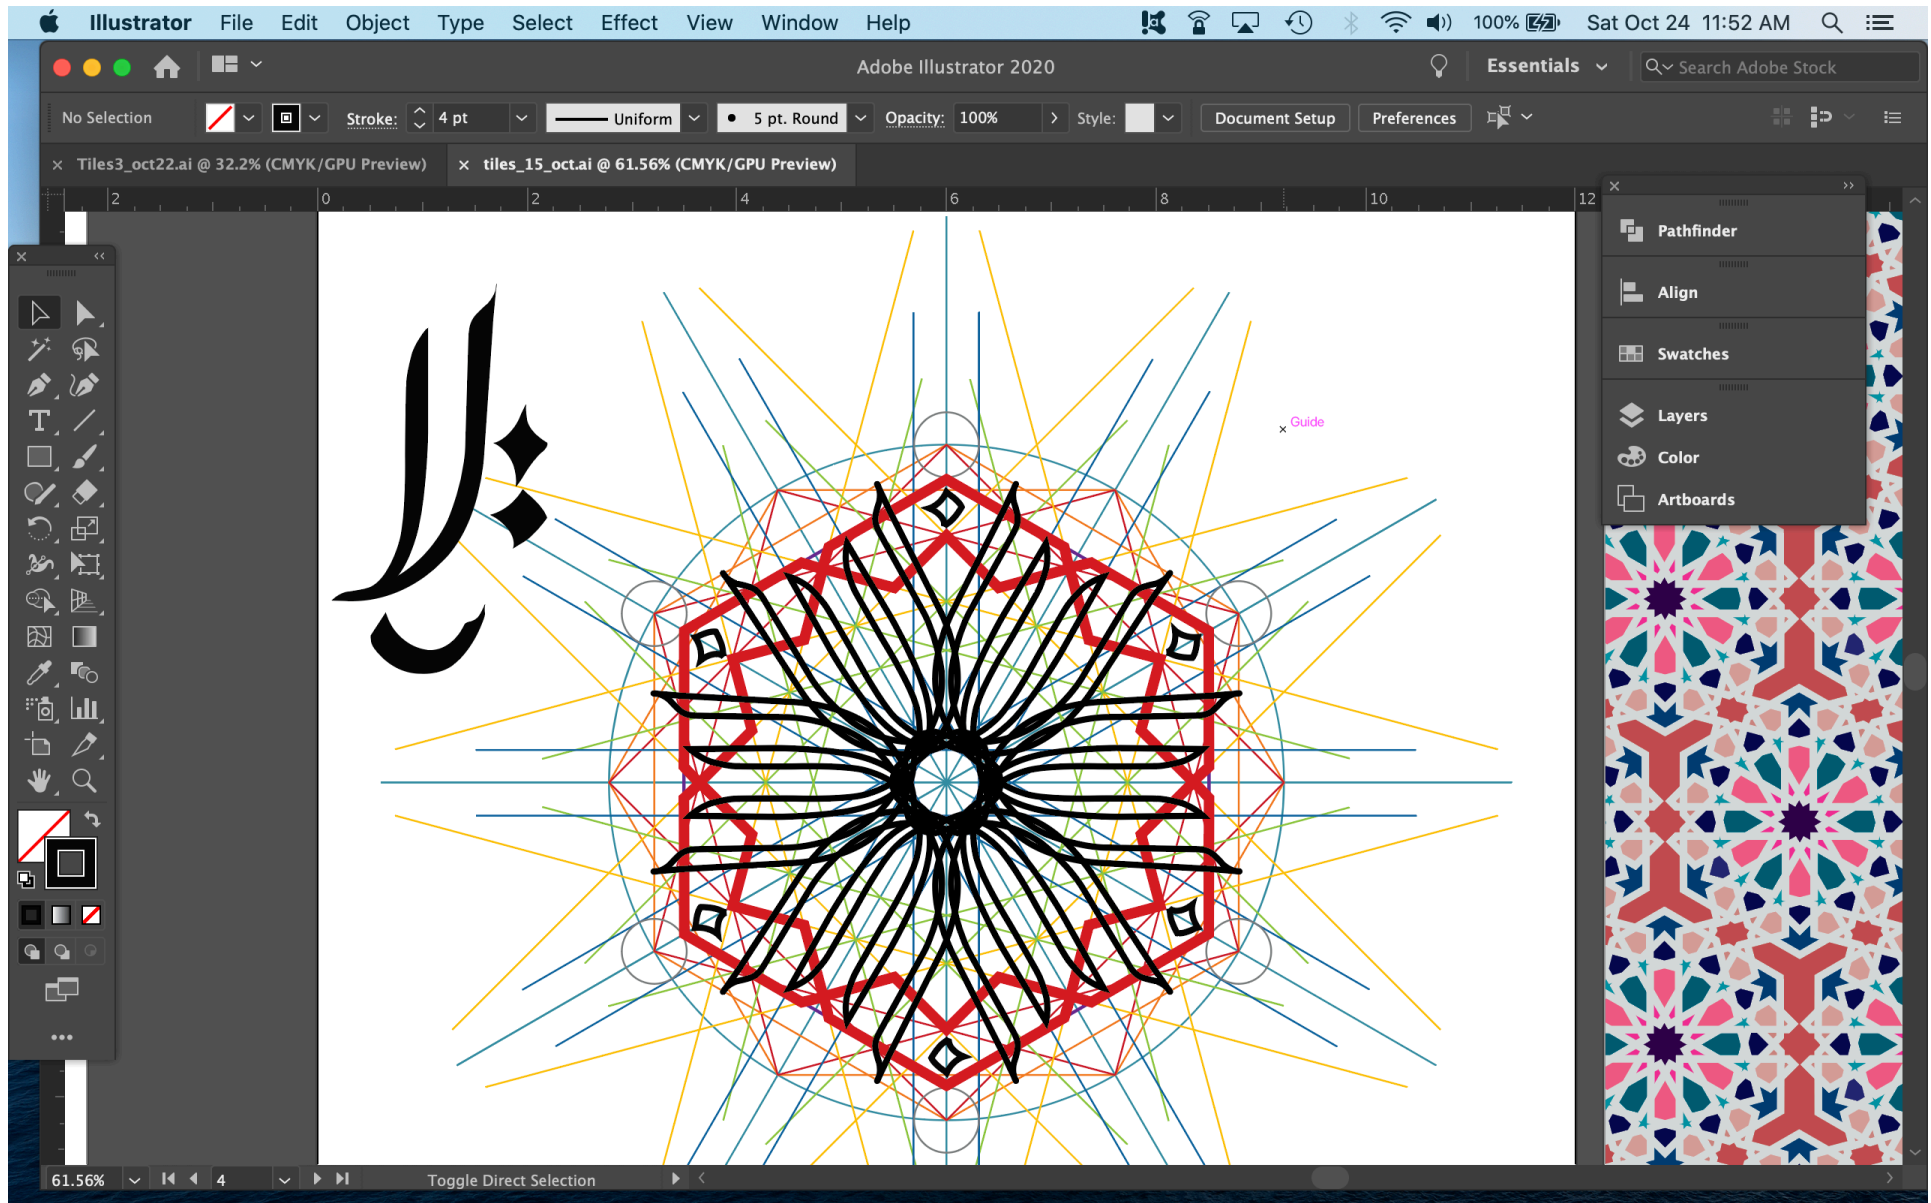 Illustrator File Edit Object Type Select Effect View Window Help 100% Sat Oct 24 11:52 AM
Adobe Illustrator 2020 Essentials Search Adobe Stock
No Selection Stroke: 4 pt Uniform 5 pt. Round Opacity: 100% Style: Document Setup Preferences
Tiles3_oct22.ai @ 32.2% (CMYK/GPU Preview) tiles_15_oct.ai @ 61.56% (CMYK/GPU Preview)
2 0 2 4 6 8 10 12
Pathfinder
Align
Swatches
Layers
Color
Artboards
Guide
61.56% 4 Toggle Direct Selection